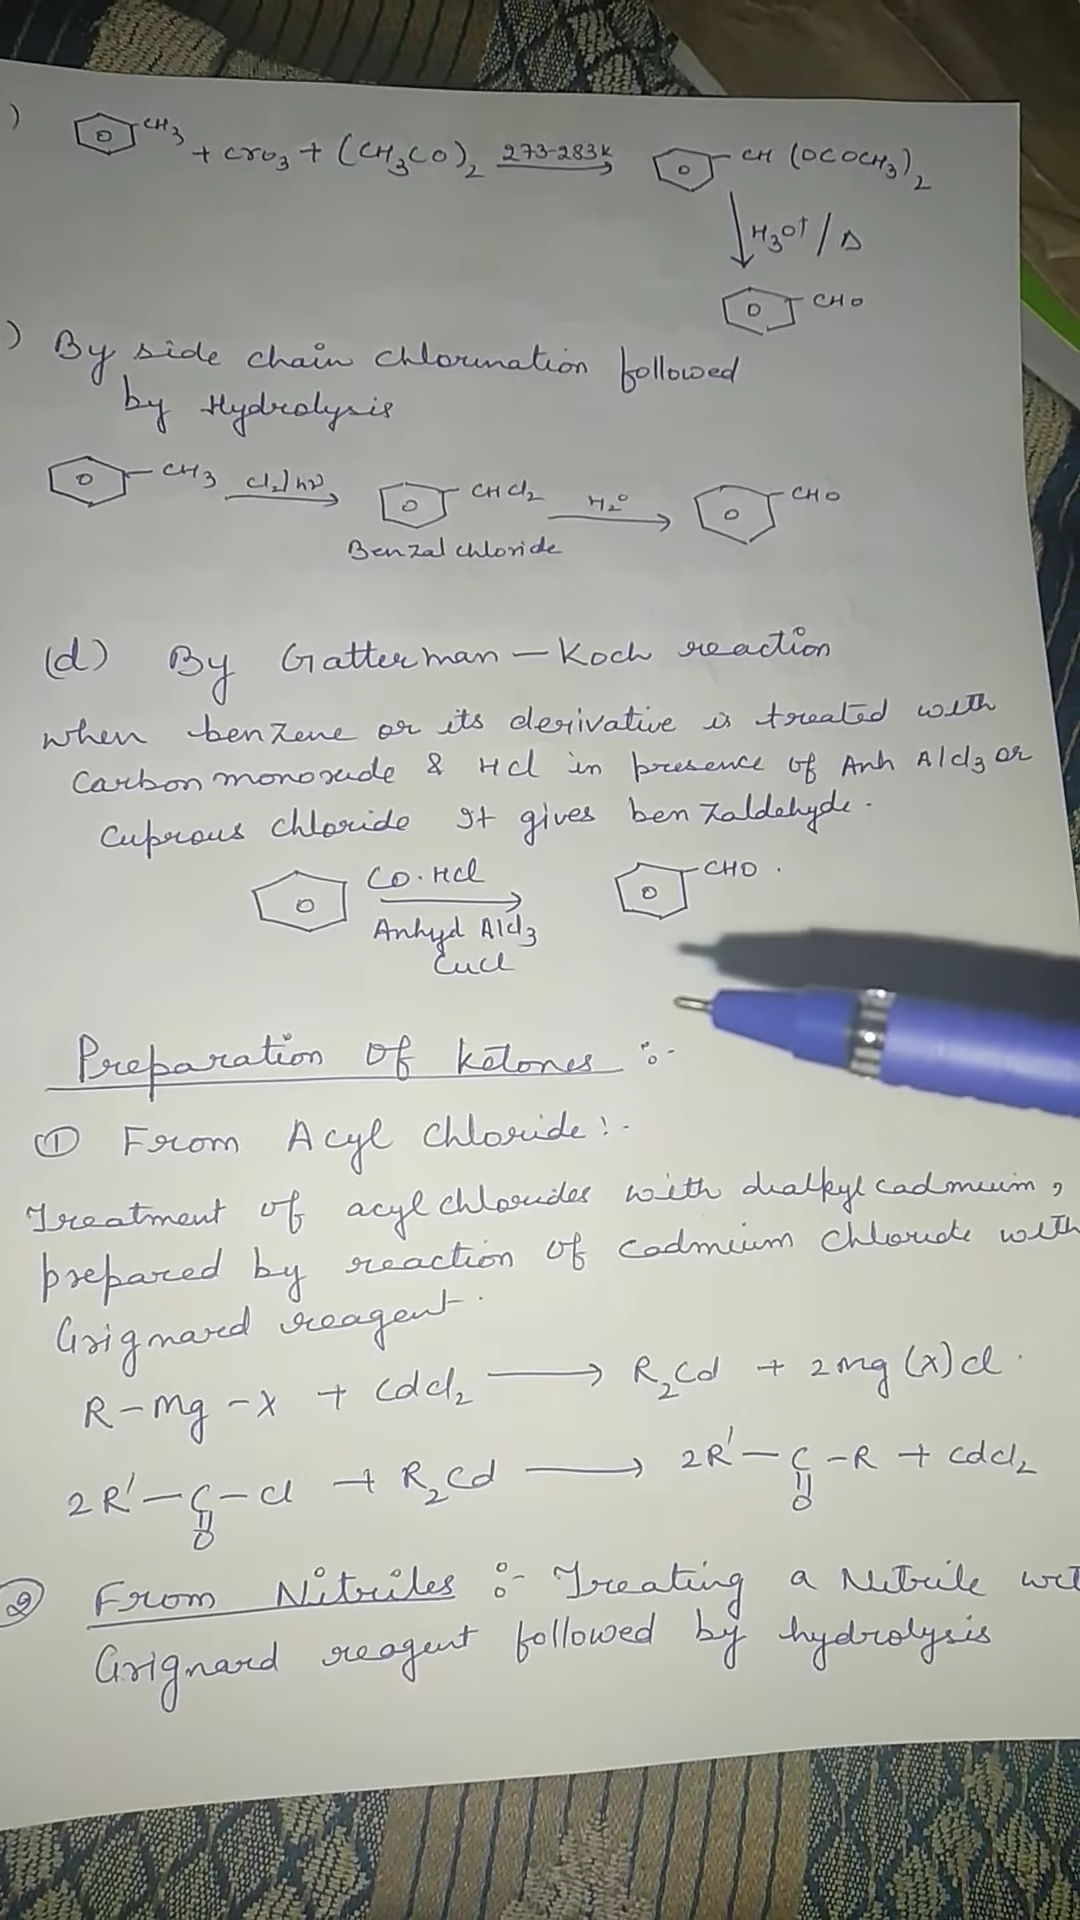 )
CH3 + Cro3 + (CH3CO)2 273-283K CH (OCOCH3)2
H3O+ / Δ
CHO
) By side chain chlorination followed
by Hydrolysis
CH3 Cl2/hν CHCl2 H2O CHO
Benzal chloride
(d) By Gatterman - Koch reaction
when benzene or its derivative is treated with
Carbon monoxide & HCl in presence of Anh AlCl3 or
Cuprous chloride It gives benzaldehyde.
CO.HCl CHO.
Anhyd AlCl3
CuCl
Preparation of Ketones :-
① From Acyl chloride :-
Treatment of acyl chlorides with dialkyl cadmium,
prepared by reaction of cadmium chloride with
Grignard reagent.
R-Mg-X + CdCl2 → R2Cd + 2Mg(X)Cl.
2R'-C-Cl + R2Cd → 2R'-C-R + CdCl2
O O
② From Nitriles :- Treating a Nitrile wit
Grignard reagent followed by hydrolysis